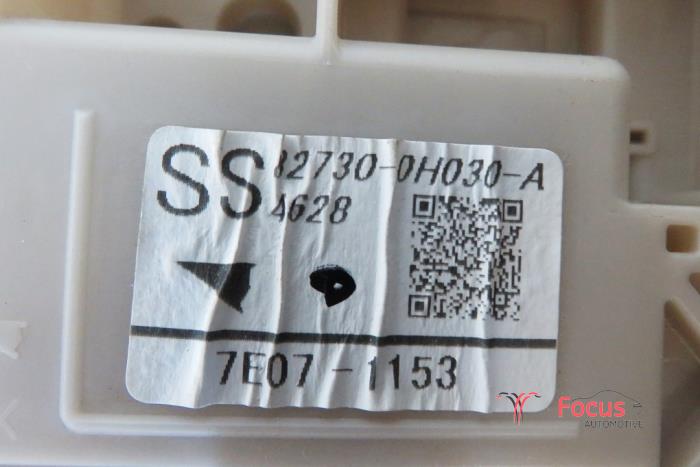 SS 82730-0H030-A
4628
7E07-1153
Focus
AUTOMOTIVE